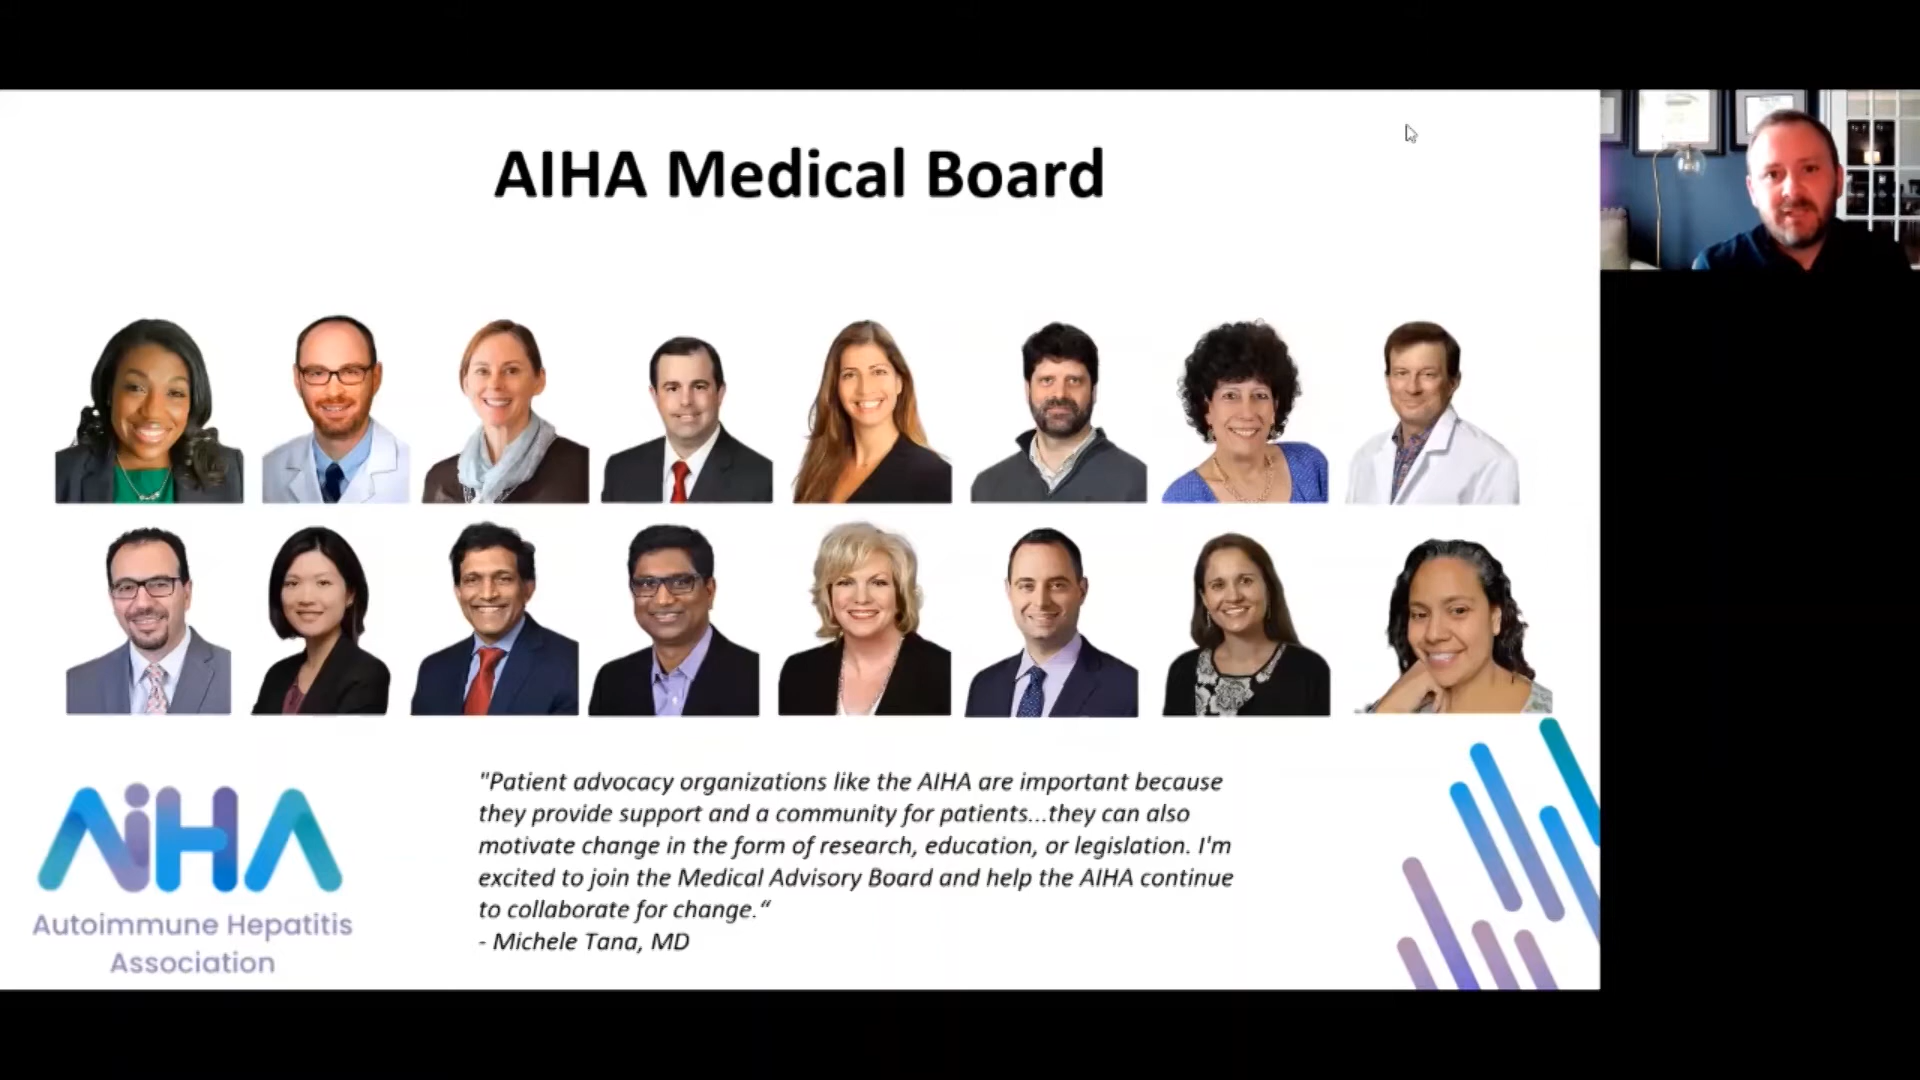 AIHA Medical Board
"Patient advocacy organizations like the AIHA are important because
they provide support and a community for patients...they can also
motivate change in the form of research, education, or legislation. I'm
excited to join the Medical Advisory Board and help the AIHA continue
to collaborate for change.“
- Michele Tana, MD
AiHA
Autoimmune Hepatitis
Association